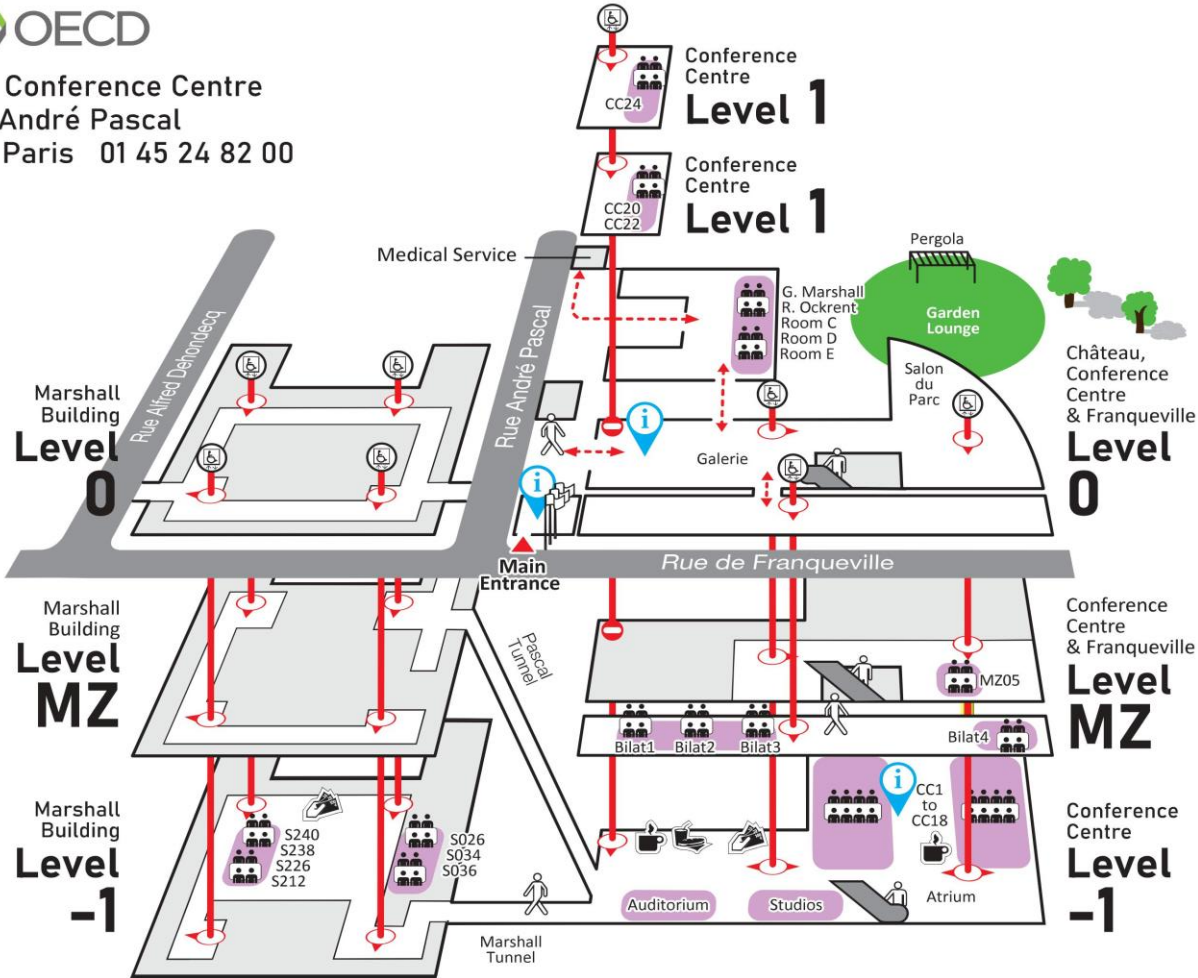 OECD
Conference Centre
André Pascal
Paris 01 45 24 82 00
Conference
Centre
Level 1
CC24
Conference
Centre
Level 1
CC20
CC22
Medical Service
Pergola
Garden
Lounge
G. Marshall
R. Ockrent
Room C
Room D
Room E
Salon
du
Parc
Château,
Conference
Centre
& Franqueville
Level
0
Rue Alfred Dehondecq
Rue André Pascal
Marshall
Building
Level
0
i
i
Galerie
Main
Entrance
Rue de Franqueville
Marshall
Building
Level
MZ
Pascal
Tunnel
Conference
Centre
& Franqueville
Level
MZ
MZ05
Bilat1
Bilat2
Bilat3
Bilat4
Marshall
Building
Level
-1
S240
S238
S226
S212
S026
S034
S036
i
CC1
to
CC18
Conference
Centre
Level
-1
Auditorium
Studios
Atrium
Marshall
Tunnel